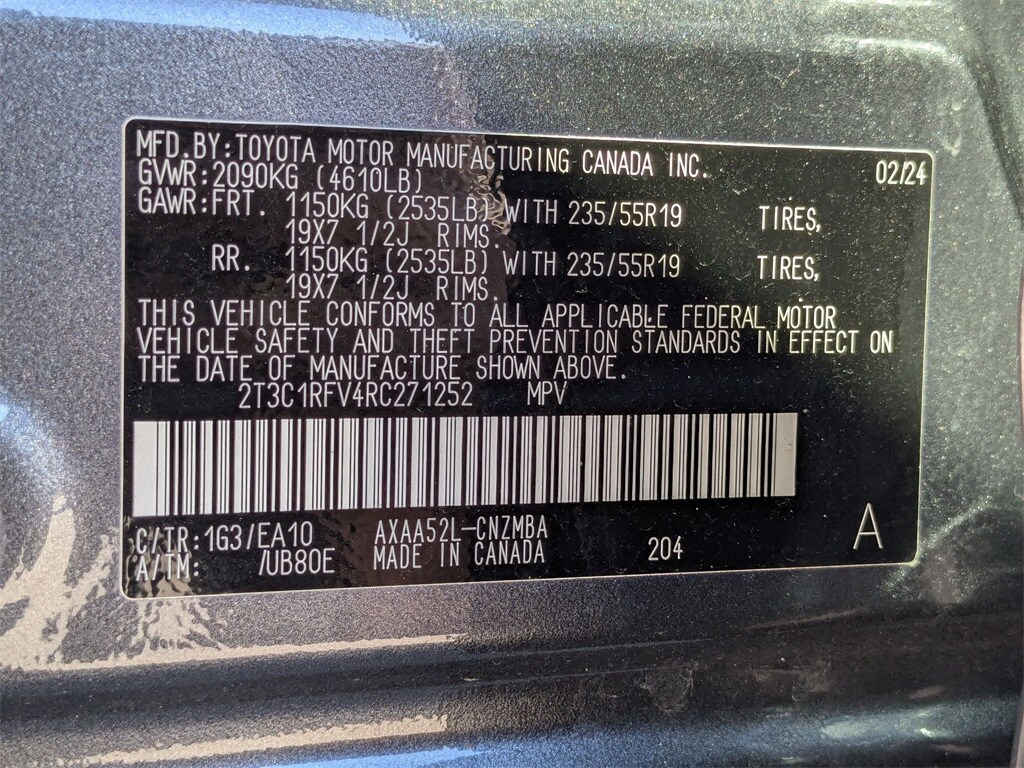 MFD.BY:TOYOTA MOTOR MANUFACTURING CANADA INC. 02/24
GVWR:2090KG (4610LB)
GAWR:FRT. 1150KG (2535LB) WITH 235/55R19 TIRES,
19X7 1/2J RIMS.
RR. 1150KG (2535LB) WITH 235/55R19 TIRES,
19X7 1/2J RIMS.
THIS VEHICLE CONFORMS TO ALL APPLICABLE FEDERAL MOTOR
VEHICLE SAFETY AND THEFT PREVENTION STANDARDS IN EFFECT ON
THE DATE OF MANUFACTURE SHOWN ABOVE.
2T3C1RFV4RC271252 MPV
C/TR:1G3/EA10 AXAA52L-CNZMBA
A/TM: /UB80E MADE IN CANADA 204 A